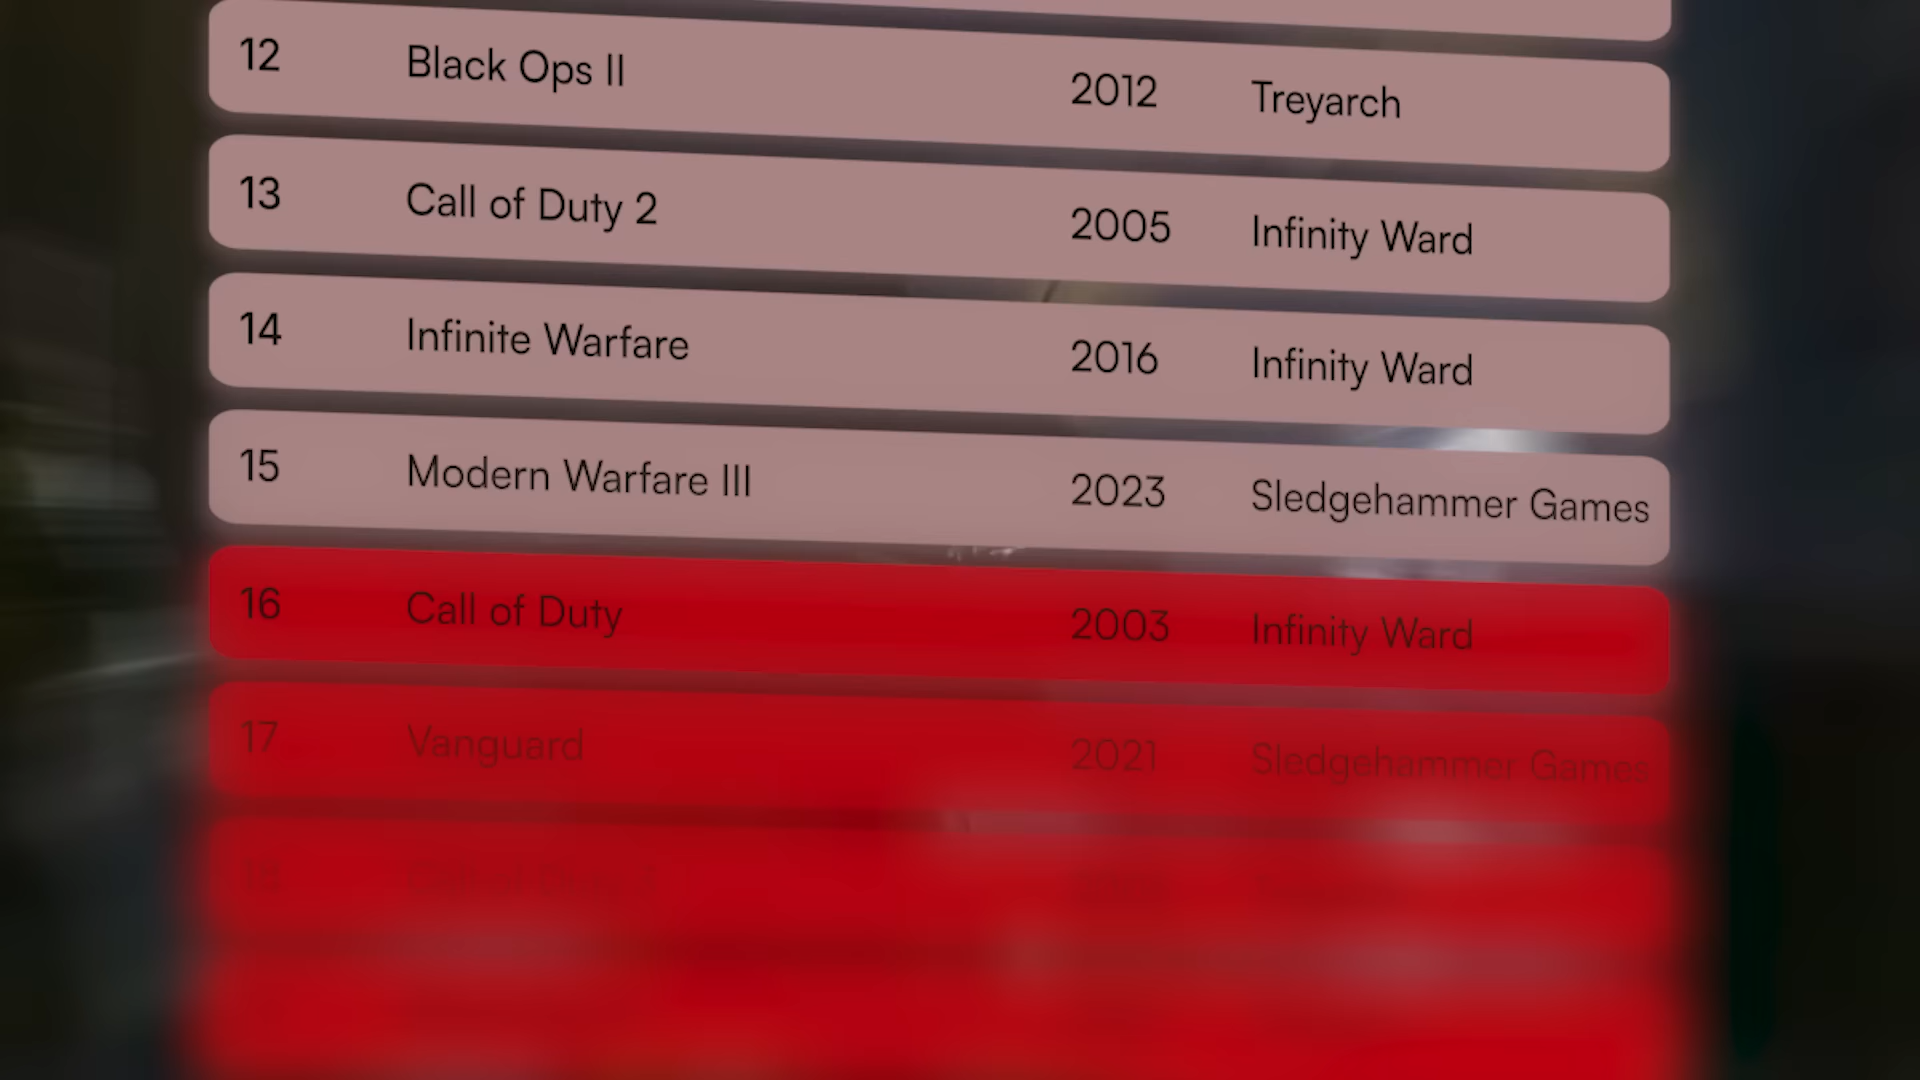 12 Black Ops II 2012 Treyarch
13 Call of Duty 2 2005 Infinity Ward
14 Infinite Warfare 2016 Infinity Ward
15 Modern Warfare III 2023 Sledgehammer Games
16 Call of Duty 2003 Infinity Ward
17 Vanguard 2021 Sledgehammer Games
18